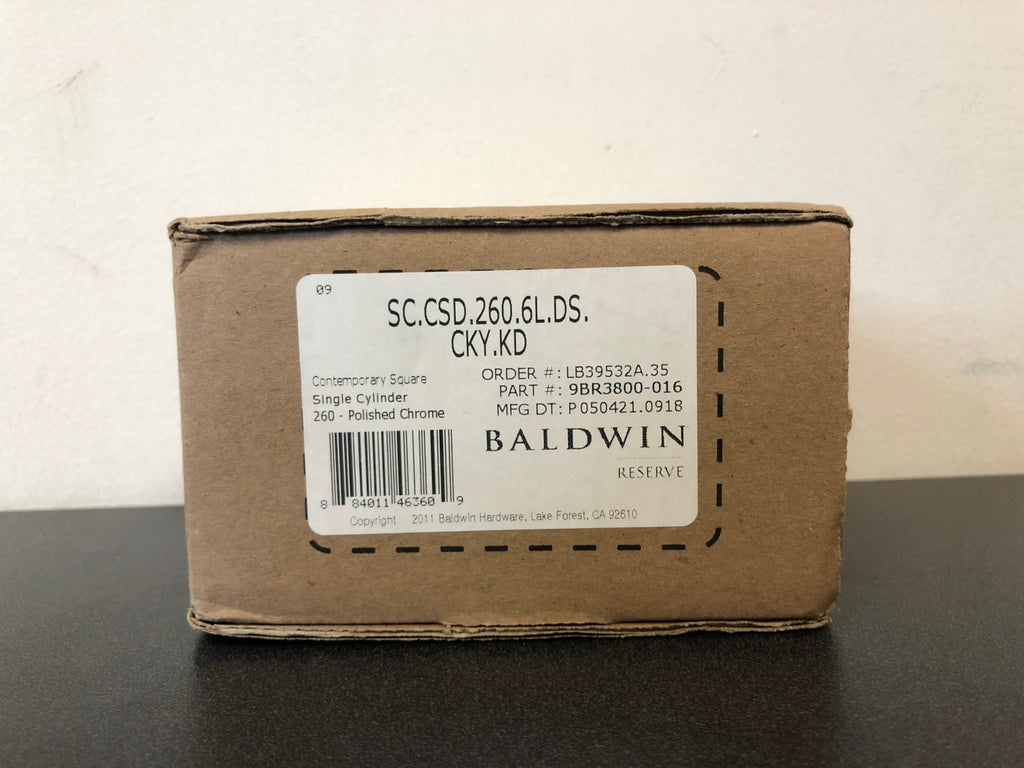 09
SC.CSD.260.6L.DS.
CKY.KD
Contemporary Square
Single Cylinder
260 - Polished Chrome
ORDER #: LB39532A.35
PART #: 9BR3800-016
MFG DT: P050421.0918
BALDWIN
RESERVE
8 84011 46360 9
Copyright 2011 Baldwin Hardware, Lake Forest, CA 92610